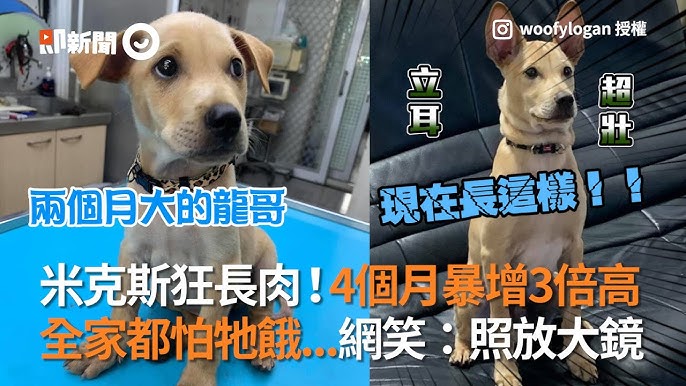 即新聞
woofylogan 授權
立耳
超壯
兩個月大的龍哥
現在長這樣！！
米克斯狂長肉！4個月暴增3倍高
全家都怕牠餓...網笑：照放大鏡